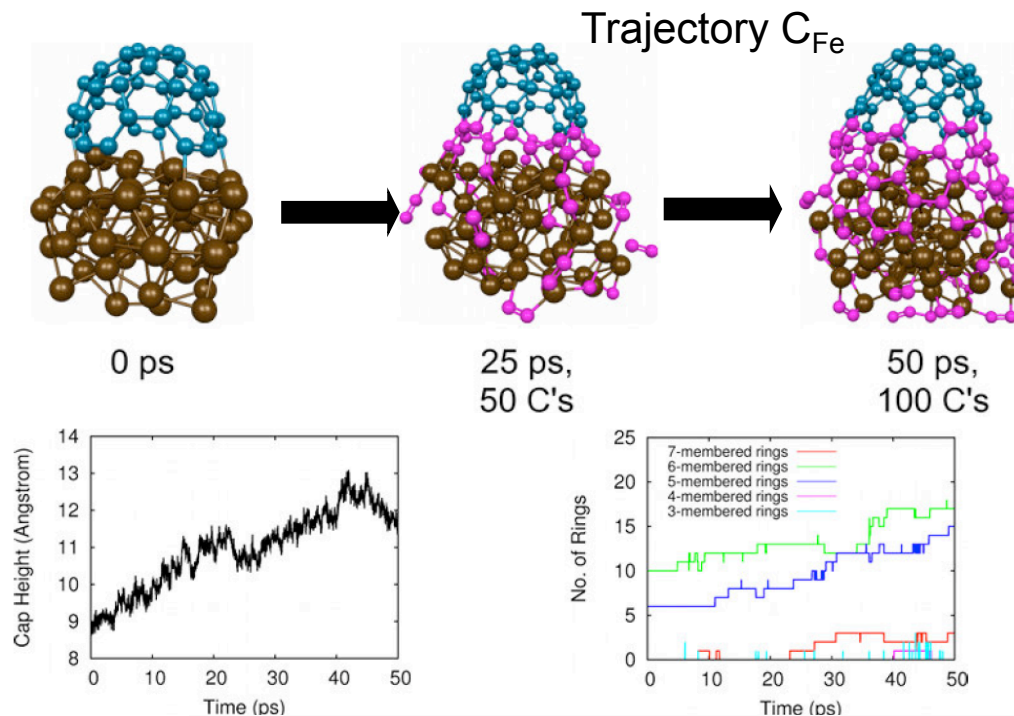 Trajectory C_Fe
0 ps
25 ps,
50 C's
50 ps,
100 C's
Cap Height (Angstrom)
14
13
12
11
10
9
8
0 10 20 30 40 50
Time (ps)
No. of Rings
25
20
15
10
5
0
7-membered rings
6-membered rings
5-membered rings
4-membered rings
3-membered rings
0 10 20 30 40 50
Time (ps)